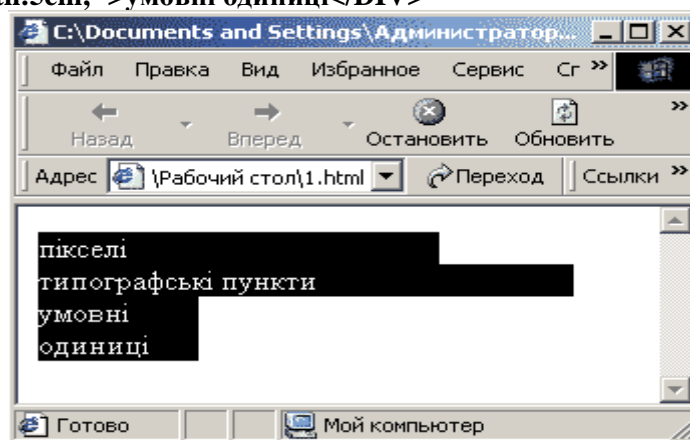 умовні одиниці</DIV>
C:\Documents and Settings\Администратор...
Файл Правка Вид Избранное Сервис Ст »
Назад Вперед Остановить Обновить »
Адрес \Рабочий стол\1.html Переход Ссылки »
пікселі
типографські пункти
умовні
одиниці
Готово Мой компьютер